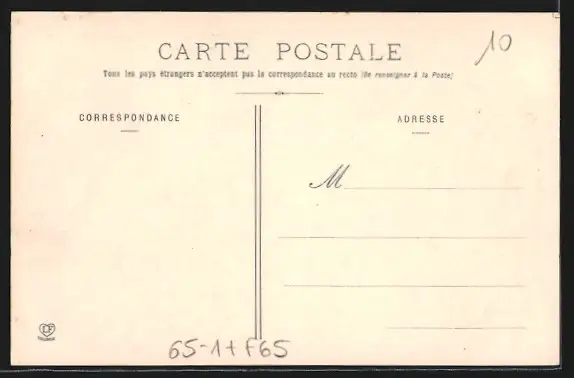 10
CARTE POSTALE
Tous les pays étrangers n'acceptent pas la correspondance au recto (Se renseigner à la Poste)
CORRESPONDANCE
ADRESSE
M
LF
65-1+F65